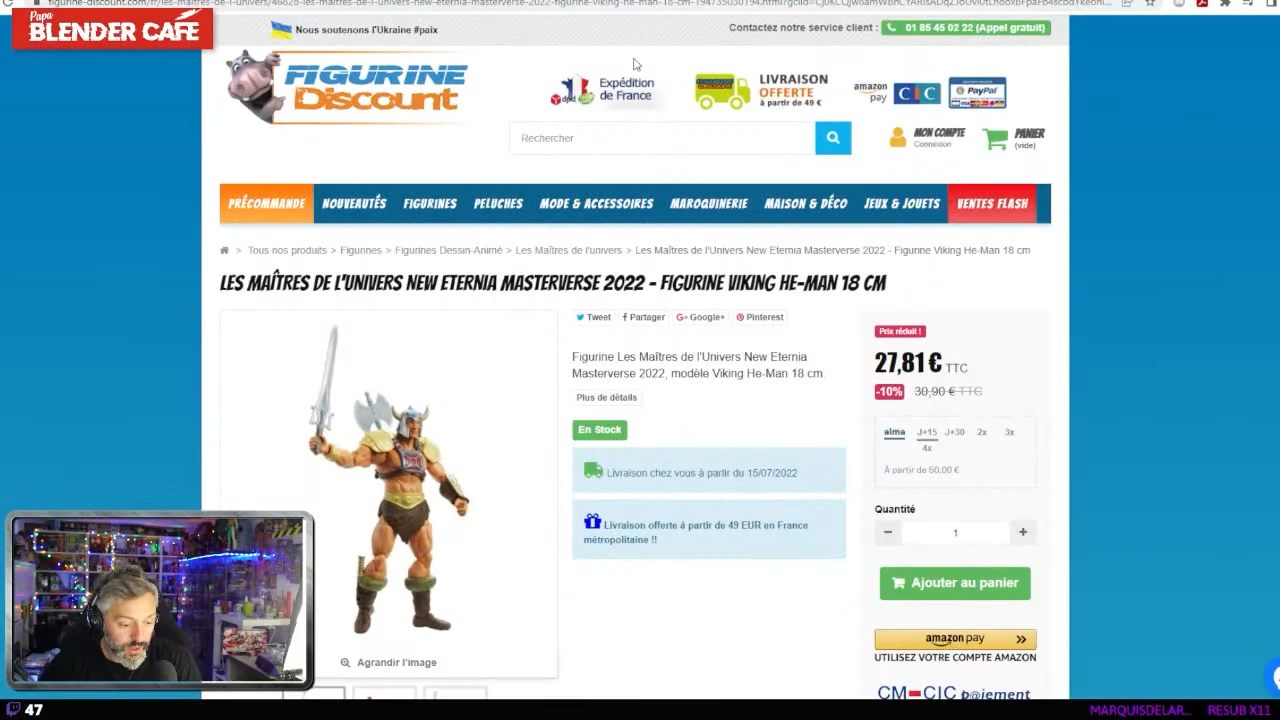 Papa
BLENDER CAFÉ
Nous soutenons l'Ukraine #paix
Contactez notre service client :
01 85 45 02 22 (Appel gratuit)
FIGURINE
Discount
Expédition
de France
LIVRAISON
OFFERTE
à partir de 49 €
amazon
pay
CIC
PayPal
Rechercher
MON COMPTE
Connexion
PANIER
(vide)
PRÉCOMMANDE
NOUVEAUTÉS
FIGURINES
PELUCHES
MODE & ACCESSOIRES
MAROQUINERIE
MAISON & DÉCO
JEUX & JOUETS
VENTES FLASH
> Tous nos produits > Figurines > Figurines Dessin-Animé > Les Maîtres de l'univers > Les Maîtres de l'Univers New Eternia Masterverse 2022 - Figurine Viking He-Man 18 cm
LES MAÎTRES DE L'UNIVERS NEW ETERNIA MASTERVERSE 2022 - FIGURINE VIKING HE-MAN 18 CM
Tweet
Partager
Google+
Pinterest
Figurine Les Maîtres de l'Univers New Eternia
Masterverse 2022, modèle Viking He-Man 18 cm.
Plus de détails
En Stock
Livraison chez vous à partir du 15/07/2022
Livraison offerte à partir de 49 EUR en France
métropolitaine !!
Agrandir l'image
Prix réduit !
27,81 € TTC
-10% 30,90 € TTC
alma J+15 J+30 2x 3x
4x
À partir de 50,00 €
Quantité
− 1 +
Ajouter au panier
amazon pay
UTILISEZ VOTRE COMPTE AMAZON
CM-CIC paiement
47
MARQUISDELAR...
RESUB X11